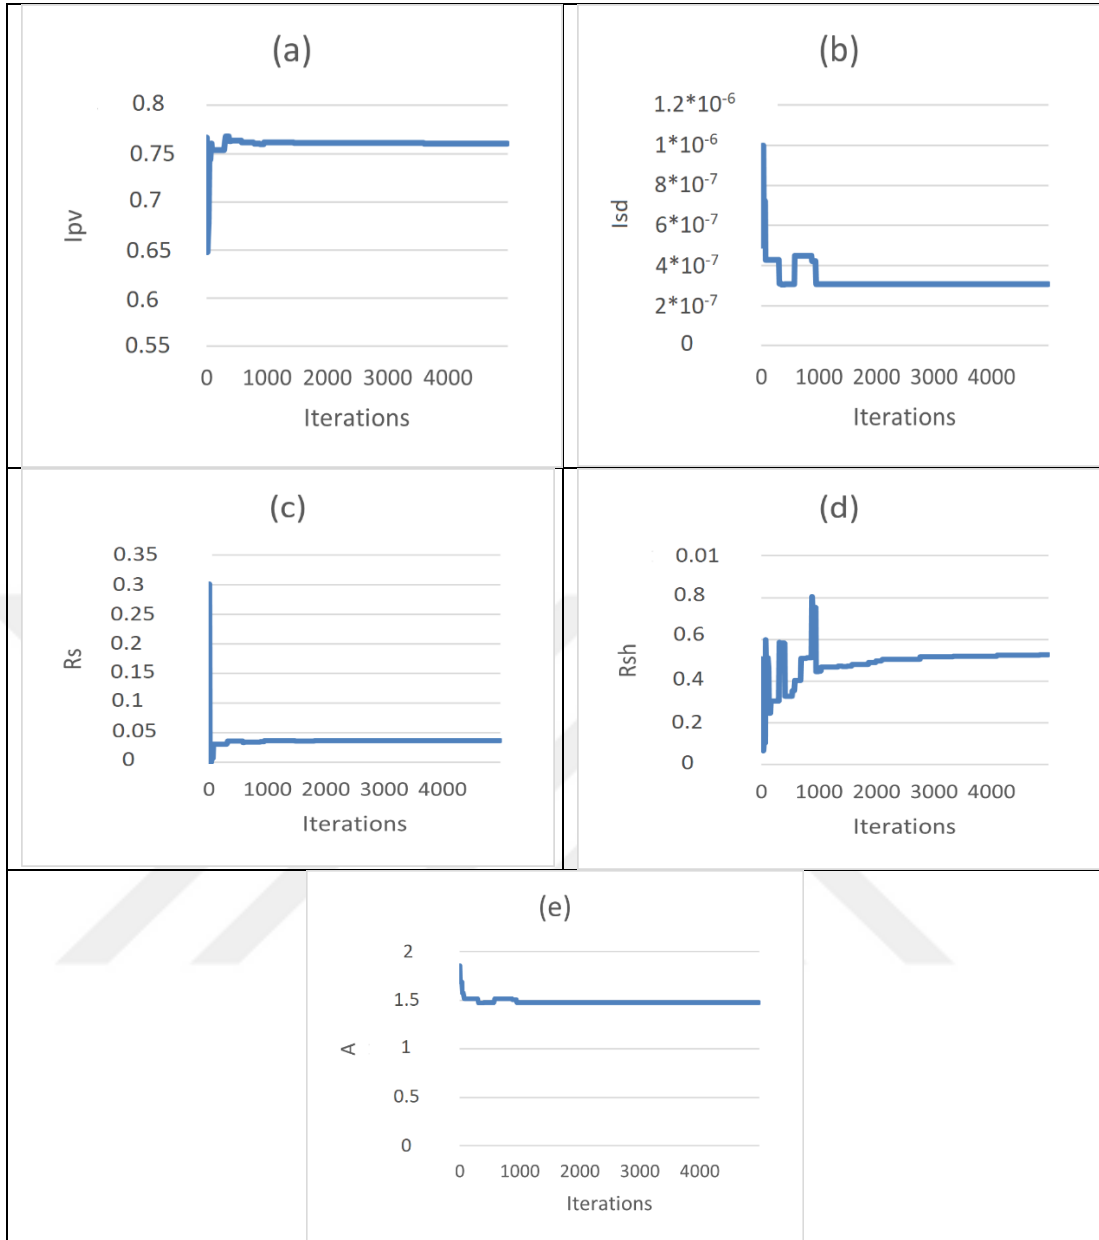 (a)
0.8
0.75
0.7
0.65
0.6
0.55
Ipv
0 1000 2000 3000 4000
Iterations
(b)
1.2*10-6
1*10-6
8*10-7
6*10-7
4*10-7
2*10-7
0
Isd
0 1000 2000 3000 4000
Iterations
(c)
0.35
0.3
0.25
0.2
0.15
0.1
0.05
0
Rs
0 1000 2000 3000 4000
Iterations
(d)
0.01
0.8
0.6
0.4
0.2
0
Rsh
0 1000 2000 3000 4000
Iterations
(e)
2
1.5
1
0.5
0
A
0 1000 2000 3000 4000
Iterations